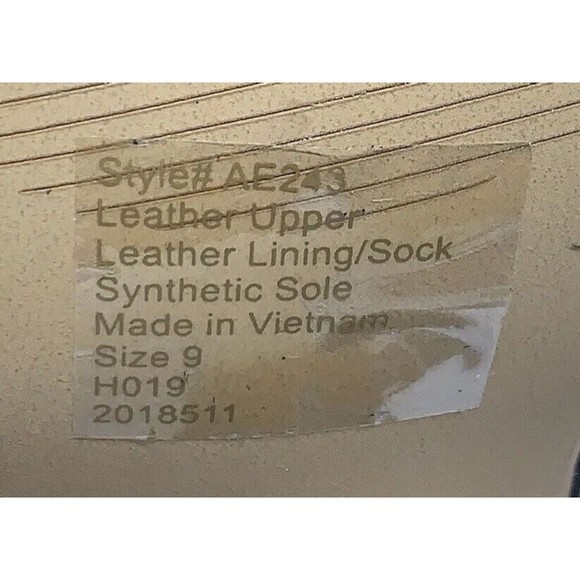 Style# AE243
Leather Upper
Leather Lining/Sock
Synthetic Sole
Made in Vietnam
Size 9
H019
2018511